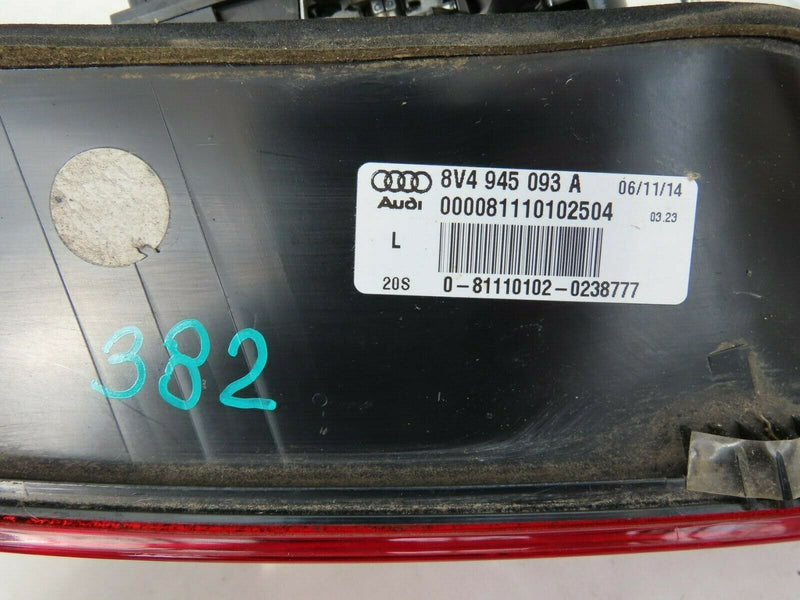 8V4 945 093 A 06/11/14
Audi 000081110102504 03.23
L
20S 0-81110102-0238777
382